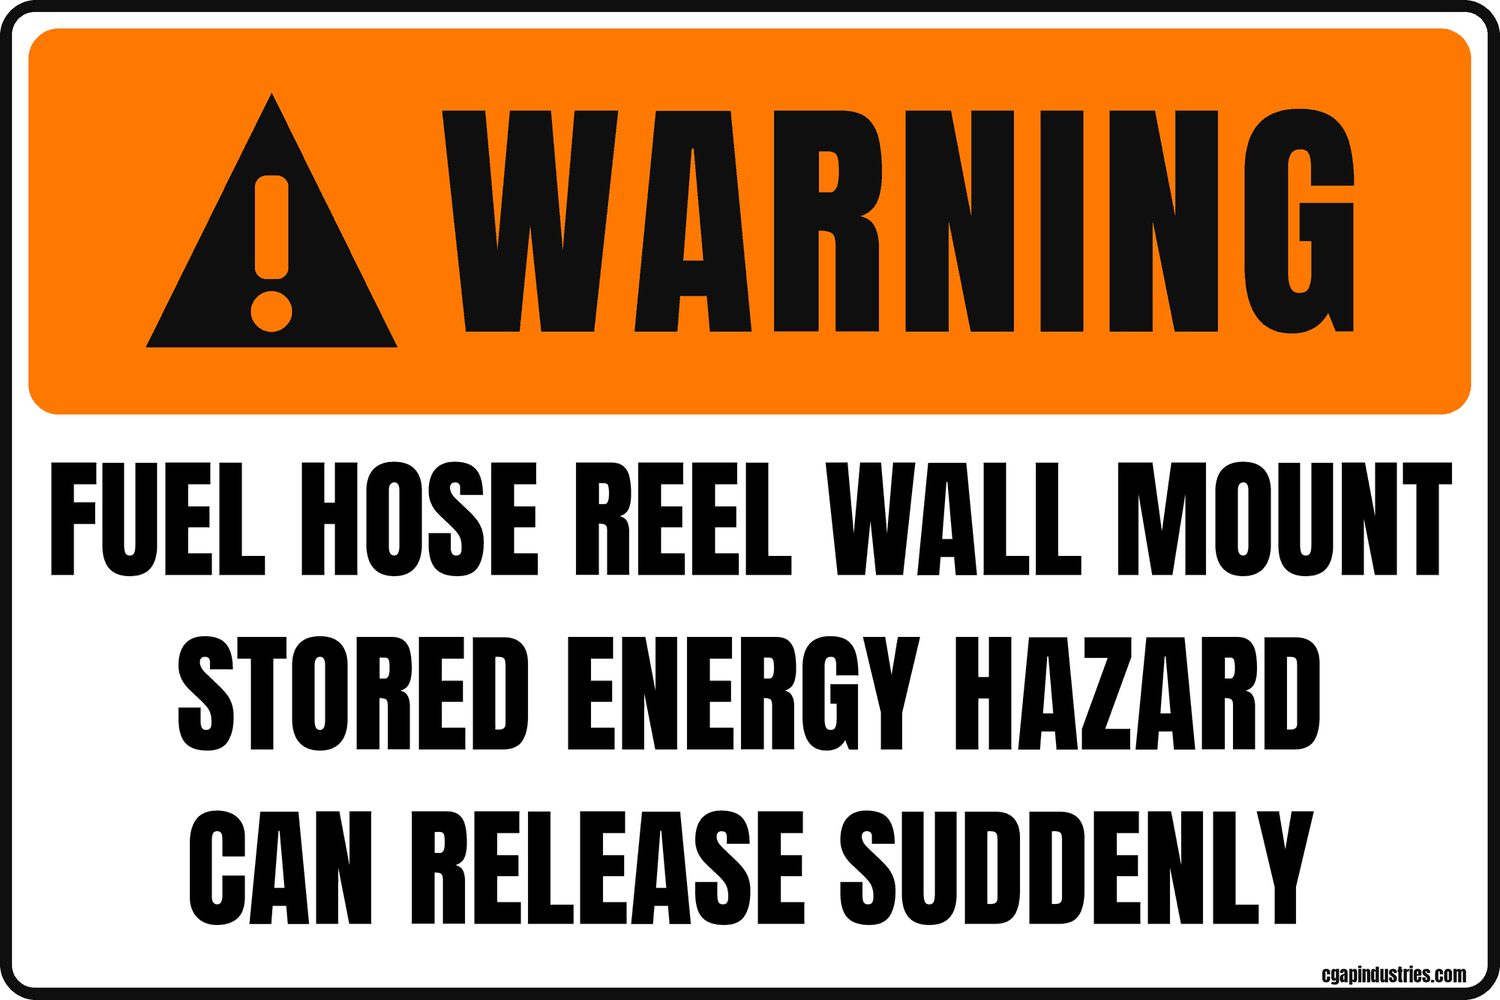 WARNING
FUEL HOSE REEL WALL MOUNT
STORED ENERGY HAZARD
CAN RELEASE SUDDENLY
cgapindustries.com